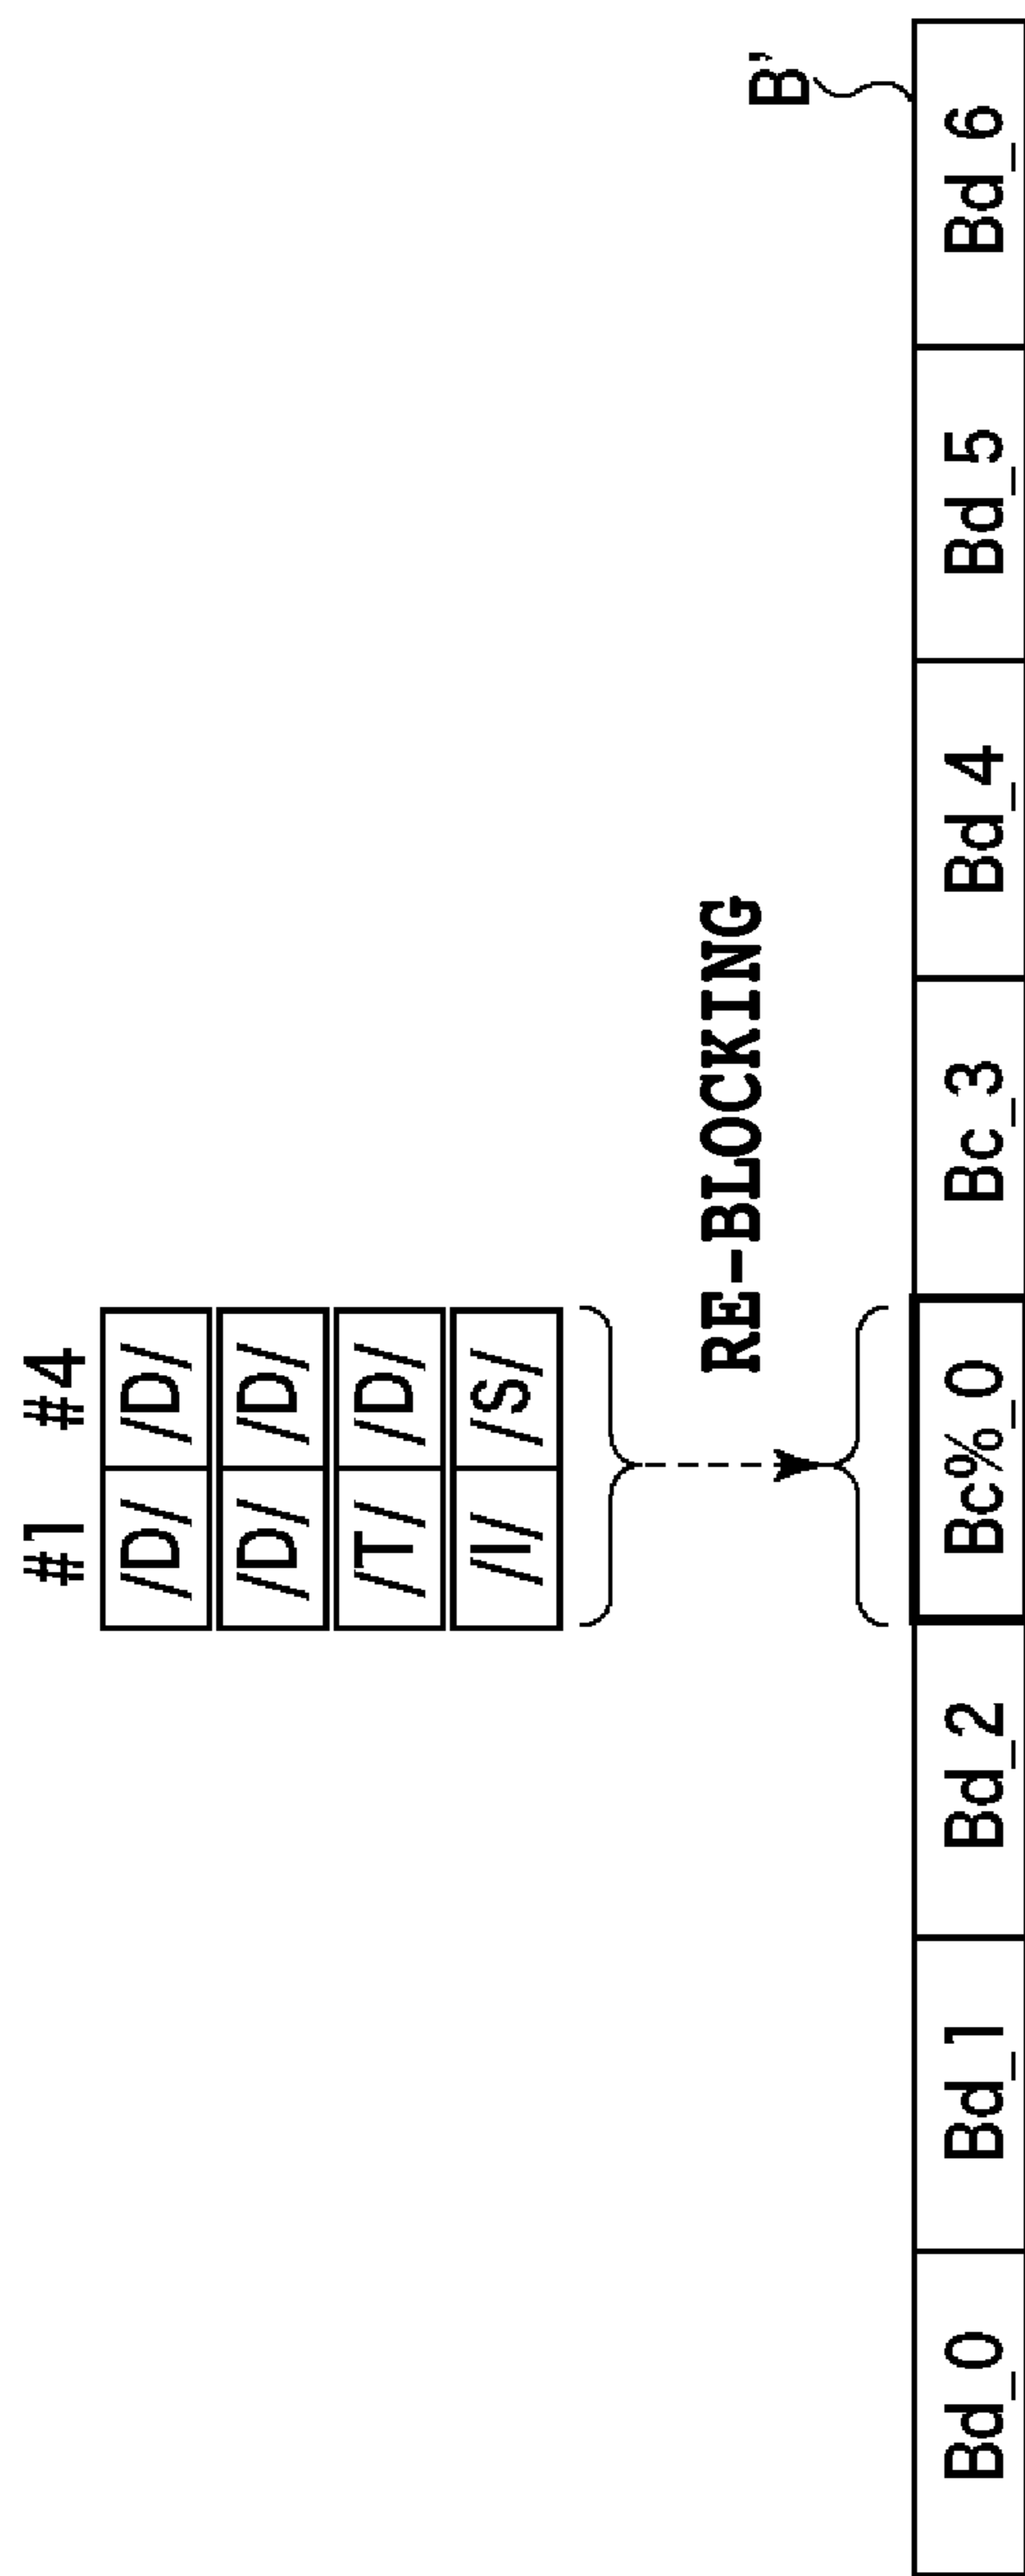 #1 #4
/D/ /D/
/D/ /D/
/T/ /D/
/I/ /S/
RE-BLOCKING
B'
Bd_0 Bd_1 Bd_2 Bc%_0 Bc_3 Bd_4 Bd_5 Bd_6